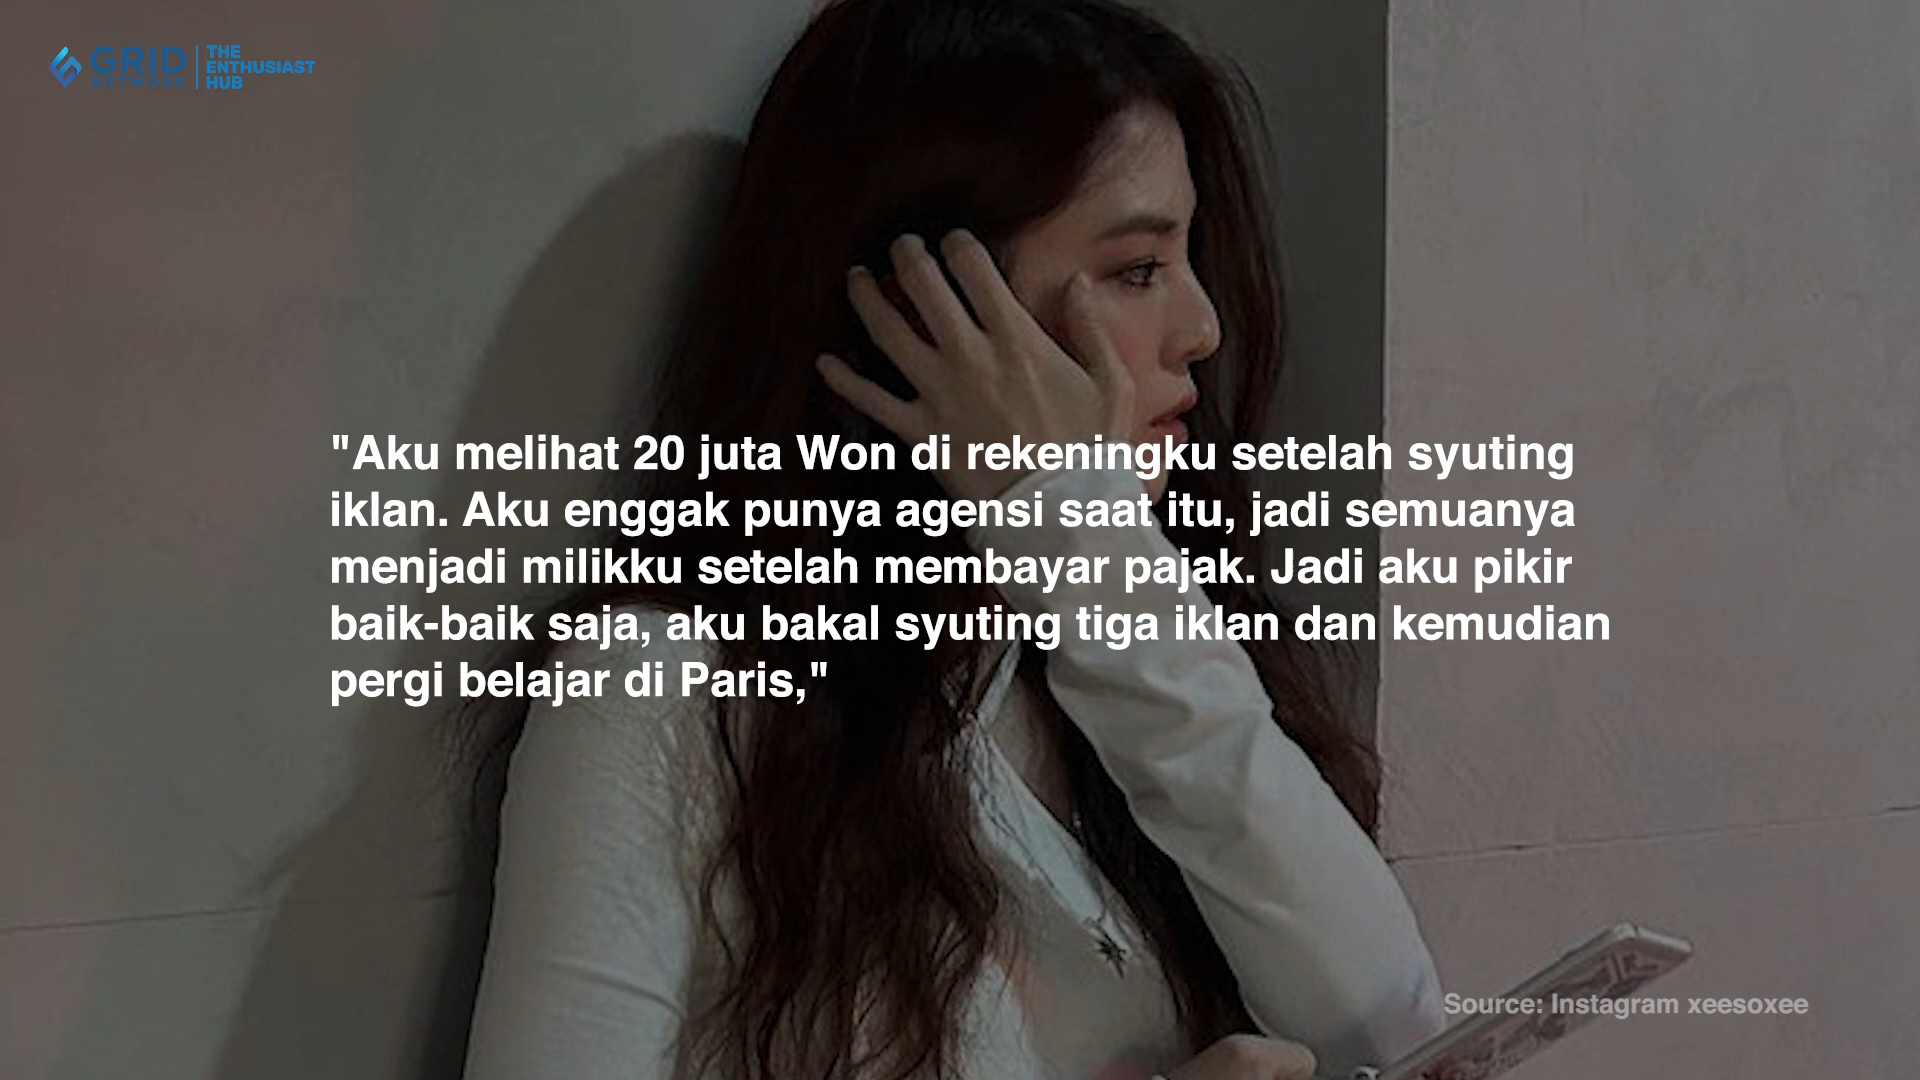 GRID
NETWORK
THE
ENTHUSIAST
HUB
"Aku melihat 20 juta Won di rekeningku setelah syuting
iklan. Aku enggak punya agensi saat itu, jadi semuanya
menjadi milikku setelah membayar pajak. Jadi aku pikir
baik-baik saja, aku bakal syuting tiga iklan dan kemudian
pergi belajar di Paris,"
Source: Instagram xeesoxee